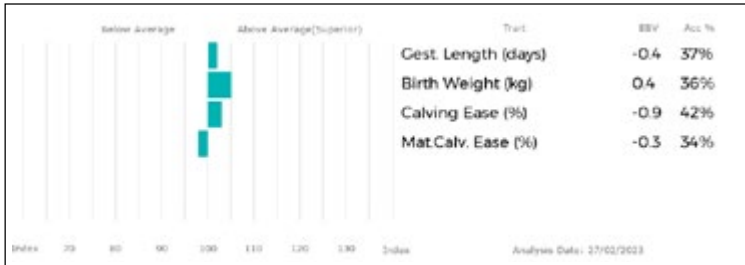 Below Average Above Average(Superior) Trait EBV Acc %
Gest. Length (days) -0.4 37%
Birth Weight (kg) 0.4 36%
Calving Ease (%) -0.9 42%
Mat.Calv. Ease (%) -0.3 34%
Index 70 80 90 100 110 120 130 Index Analysis Date: 27/02/2023